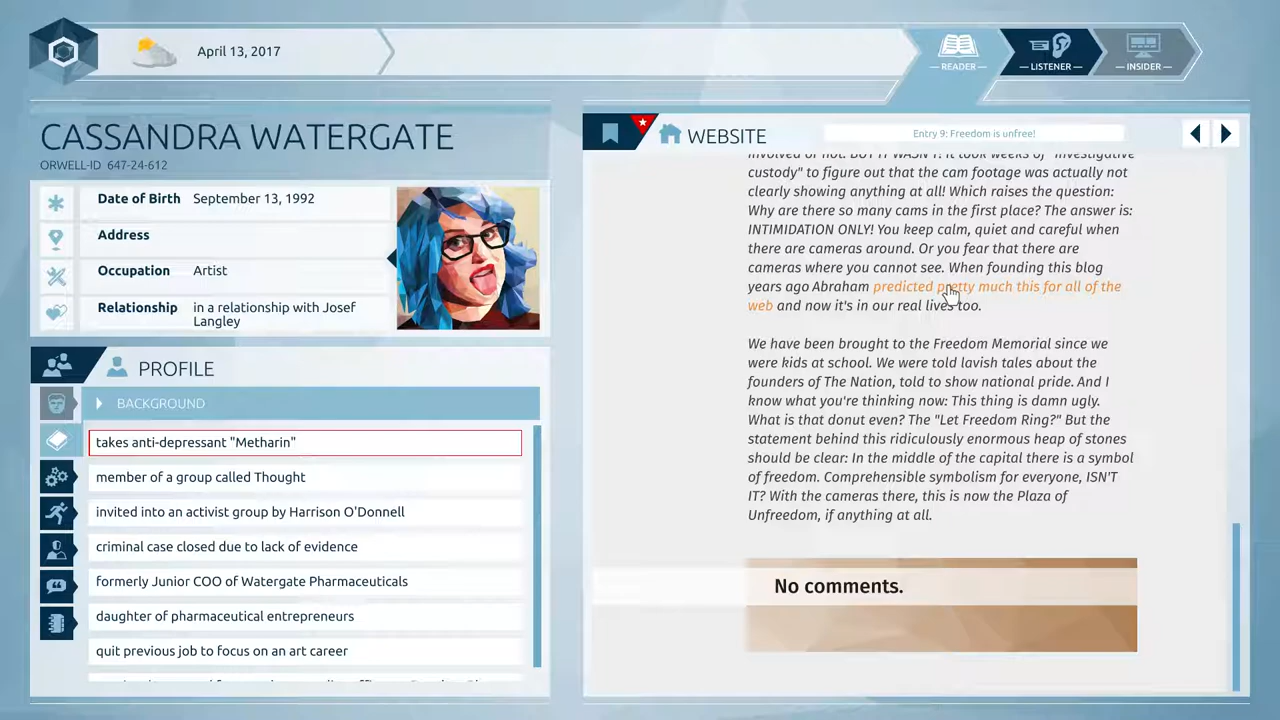 April 13, 2017
— READER —
— LISTENER —
— INSIDER —
CASSANDRA WATERGATE
ORWELL-ID 647-24-612
Date of Birth September 13, 1992
Address
Occupation Artist
Relationship in a relationship with Josef
Langley
PROFILE
BACKGROUND
takes anti-depressant "Metharin"
member of a group called Thought
invited into an activist group by Harrison O'Donnell
criminal case closed due to lack of evidence
formerly Junior COO of Watergate Pharmaceuticals
daughter of pharmaceutical entrepreneurs
quit previous job to focus on an art career
WEBSITE
Entry 9: Freedom is unfree!
involved or not. BUT IT WASN'T! It took weeks of "investigative
custody" to figure out that the cam footage was actually not
clearly showing anything at all! Which raises the question:
Why are there so many cams in the first place? The answer is:
INTIMIDATION ONLY! You keep calm, quiet and careful when
there are cameras around. Or you fear that there are
cameras where you cannot see. When founding this blog
years ago Abraham predicted pretty much this for all of the
web and now it's in our real lives too.
We have been brought to the Freedom Memorial since we
were kids at school. We were told lavish tales about the
founders of The Nation, told to show national pride. And I
know what you're thinking now: This thing is damn ugly.
What is that donut even? The "Let Freedom Ring?" But the
statement behind this ridiculously enormous heap of stones
should be clear: In the middle of the capital there is a symbol
of freedom. Comprehensible symbolism for everyone, ISN'T
IT? With the cameras there, this is now the Plaza of
Unfreedom, if anything at all.
No comments.